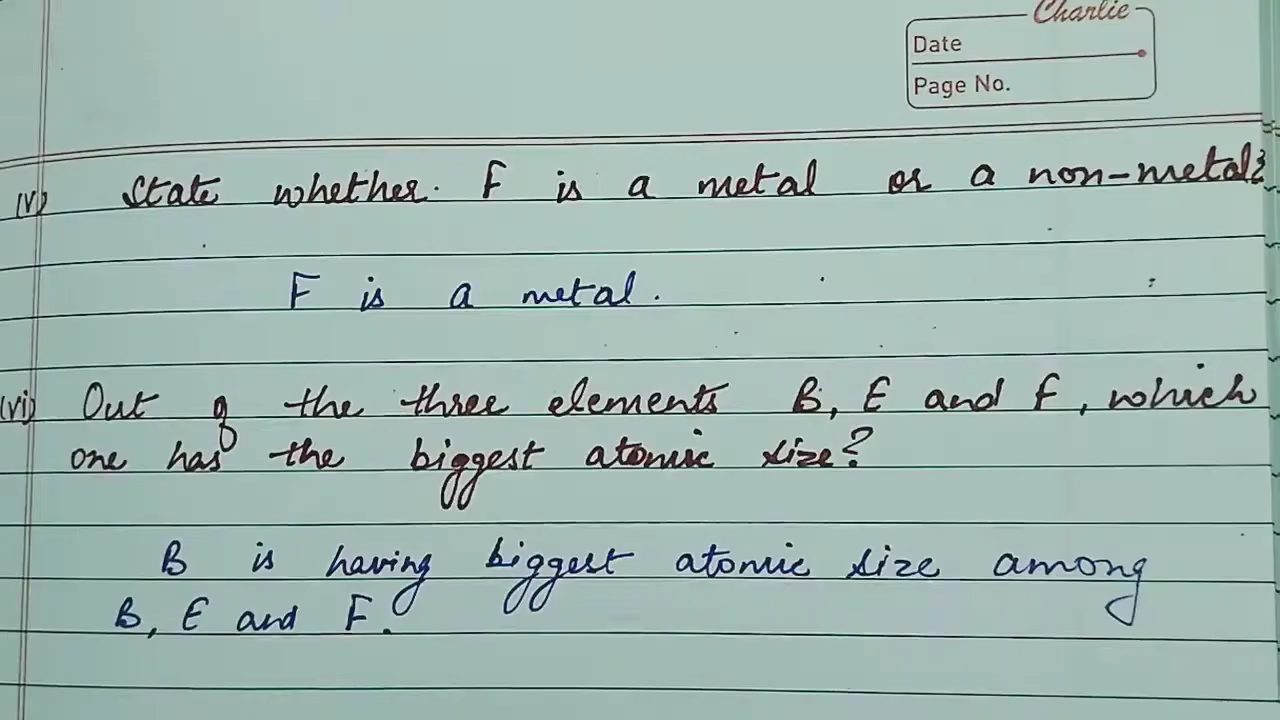 Charlie
Date
Page No.
(v) State whether F is a metal or a non-metal?
F is a metal.
(vi) Out of the three elements B, E and F, which
one has the biggest atomic size?
B is having biggest atomic size among
B, E and F.